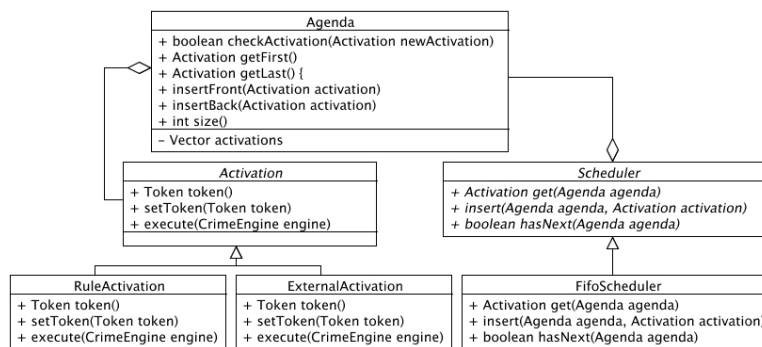 Agenda
+ boolean checkActivation(Activation newActivation)
+ Activation getFirst()
+ Activation getLast() {
+ insertFront(Activation activation)
+ insertBack(Activation activation)
+ int size()
– Vector activations
Activation
+ Token token()
+ setToken(Token token)
+ execute(CrimeEngine engine)
Scheduler
+ Activation get(Agenda agenda)
+ insert(Agenda agenda, Activation activation)
+ boolean hasNext(Agenda agenda)
RuleActivation
+ Token token()
+ setToken(Token token)
+ execute(CrimeEngine engine)
ExternalActivation
+ Token token()
+ setToken(Token token)
+ execute(CrimeEngine engine)
FifoScheduler
+ Activation get(Agenda agenda)
+ insert(Agenda agenda, Activation activation)
+ boolean hasNext(Agenda agenda)